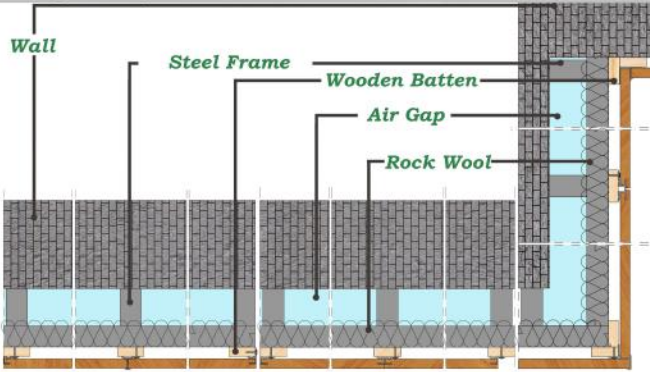 Wall
Steel Frame
Wooden Batten
Air Gap
Rock Wool